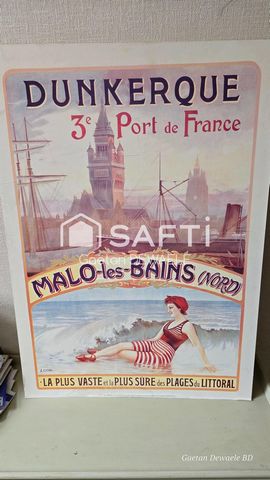 DUNKERQUE
3e Port de France
SAFTI
MALO-les-BAINS (NORD)
LA PLUS VASTE et la PLUS SÛRE des PLAGES du LITTORAL
Gaetan Dewaele BD